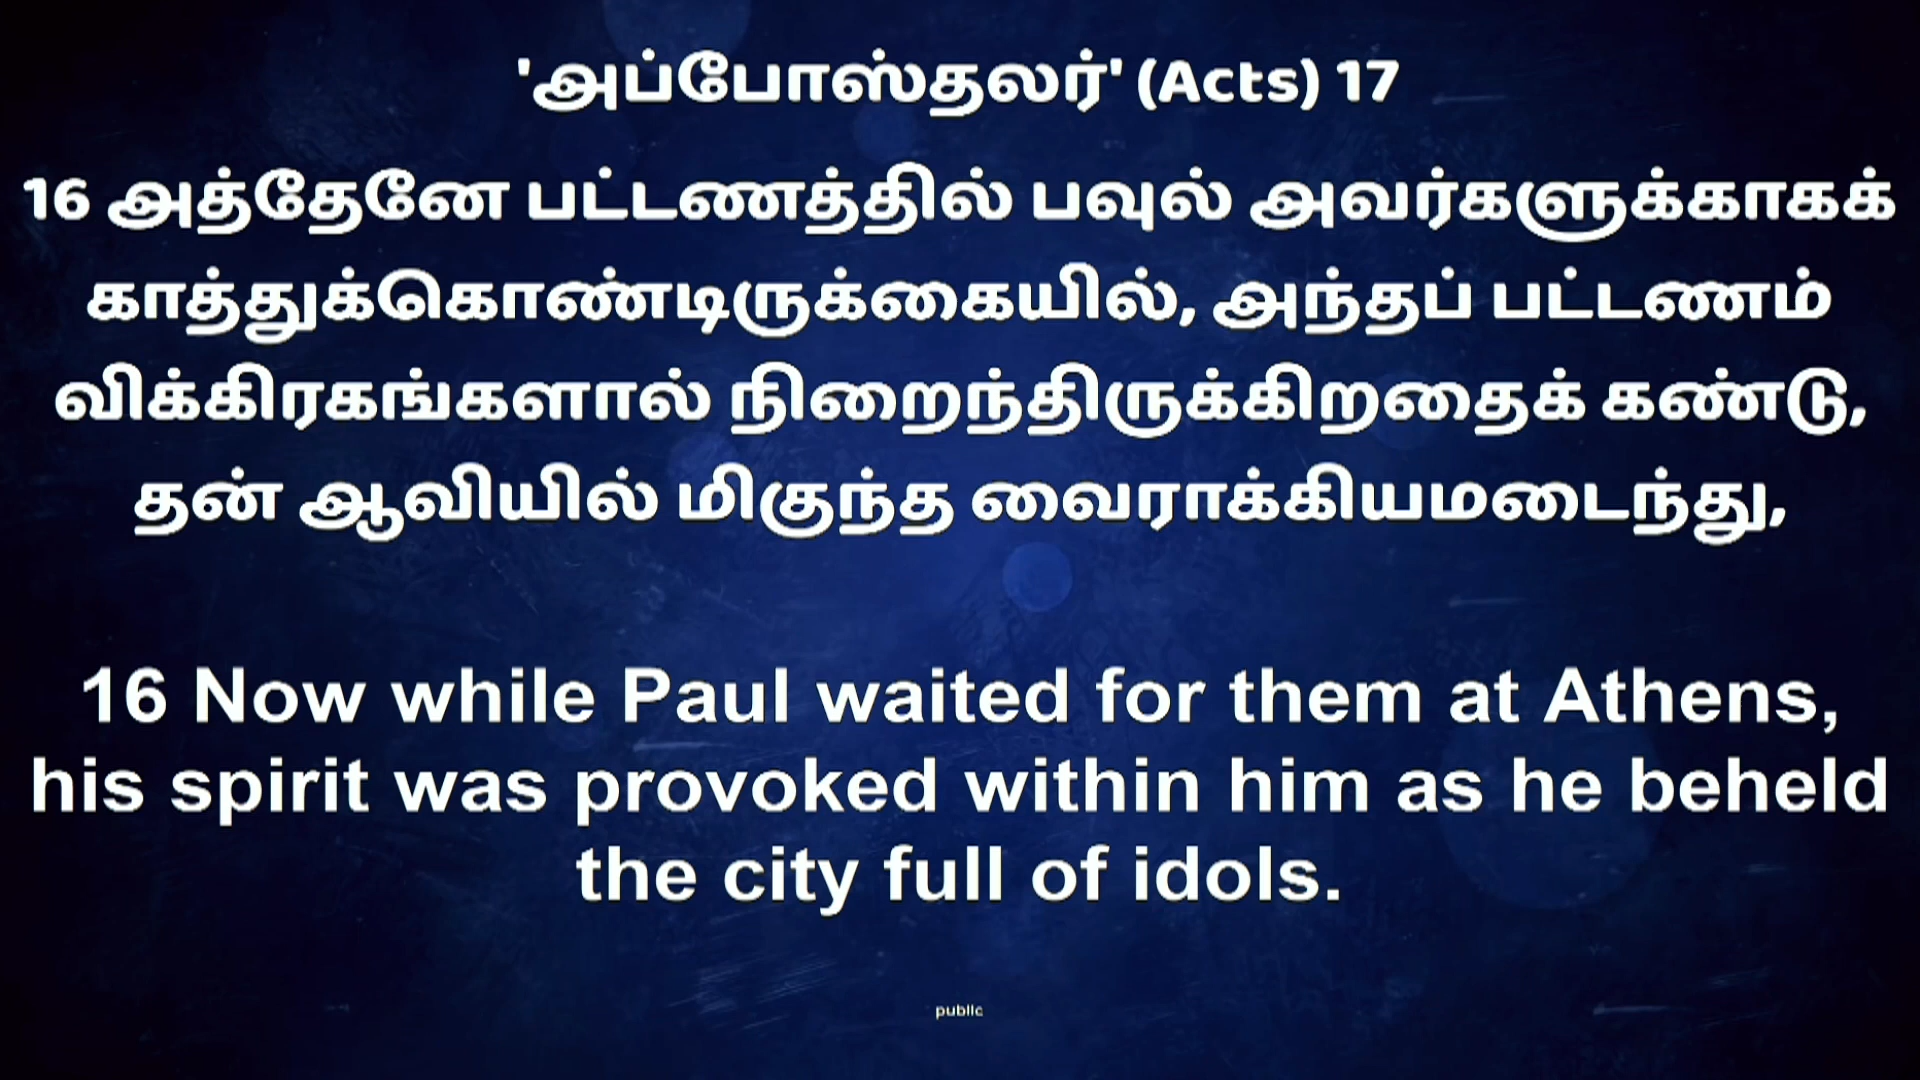 'அப்போஸ்தலர்' (Acts) 17
16 அத்தேனே பட்டணத்தில் பவுல் அவர்களுக்காகக்
காத்துக்கொண்டிருக்கையில், அந்தப் பட்டணம்
விக்கிரகங்களால் நிறைந்திருக்கிறதைக் கண்டு,
தன் ஆவியில் மிகுந்த வைராக்கியமடைந்து,
16 Now while Paul waited for them at Athens,
his spirit was provoked within him as he beheld
the city full of idols.
public